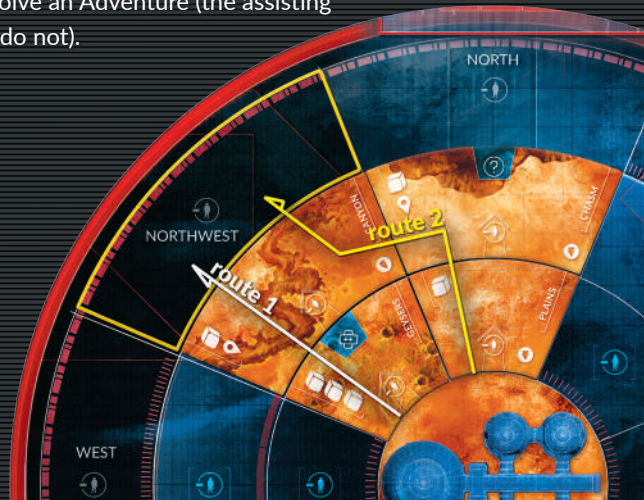 olve an Adventure (the assisting
do not).
NORTH
?
CHASM
CANYON
route 2
NORTHWEST
route 1
GEYSERS
PLAINS
WEST